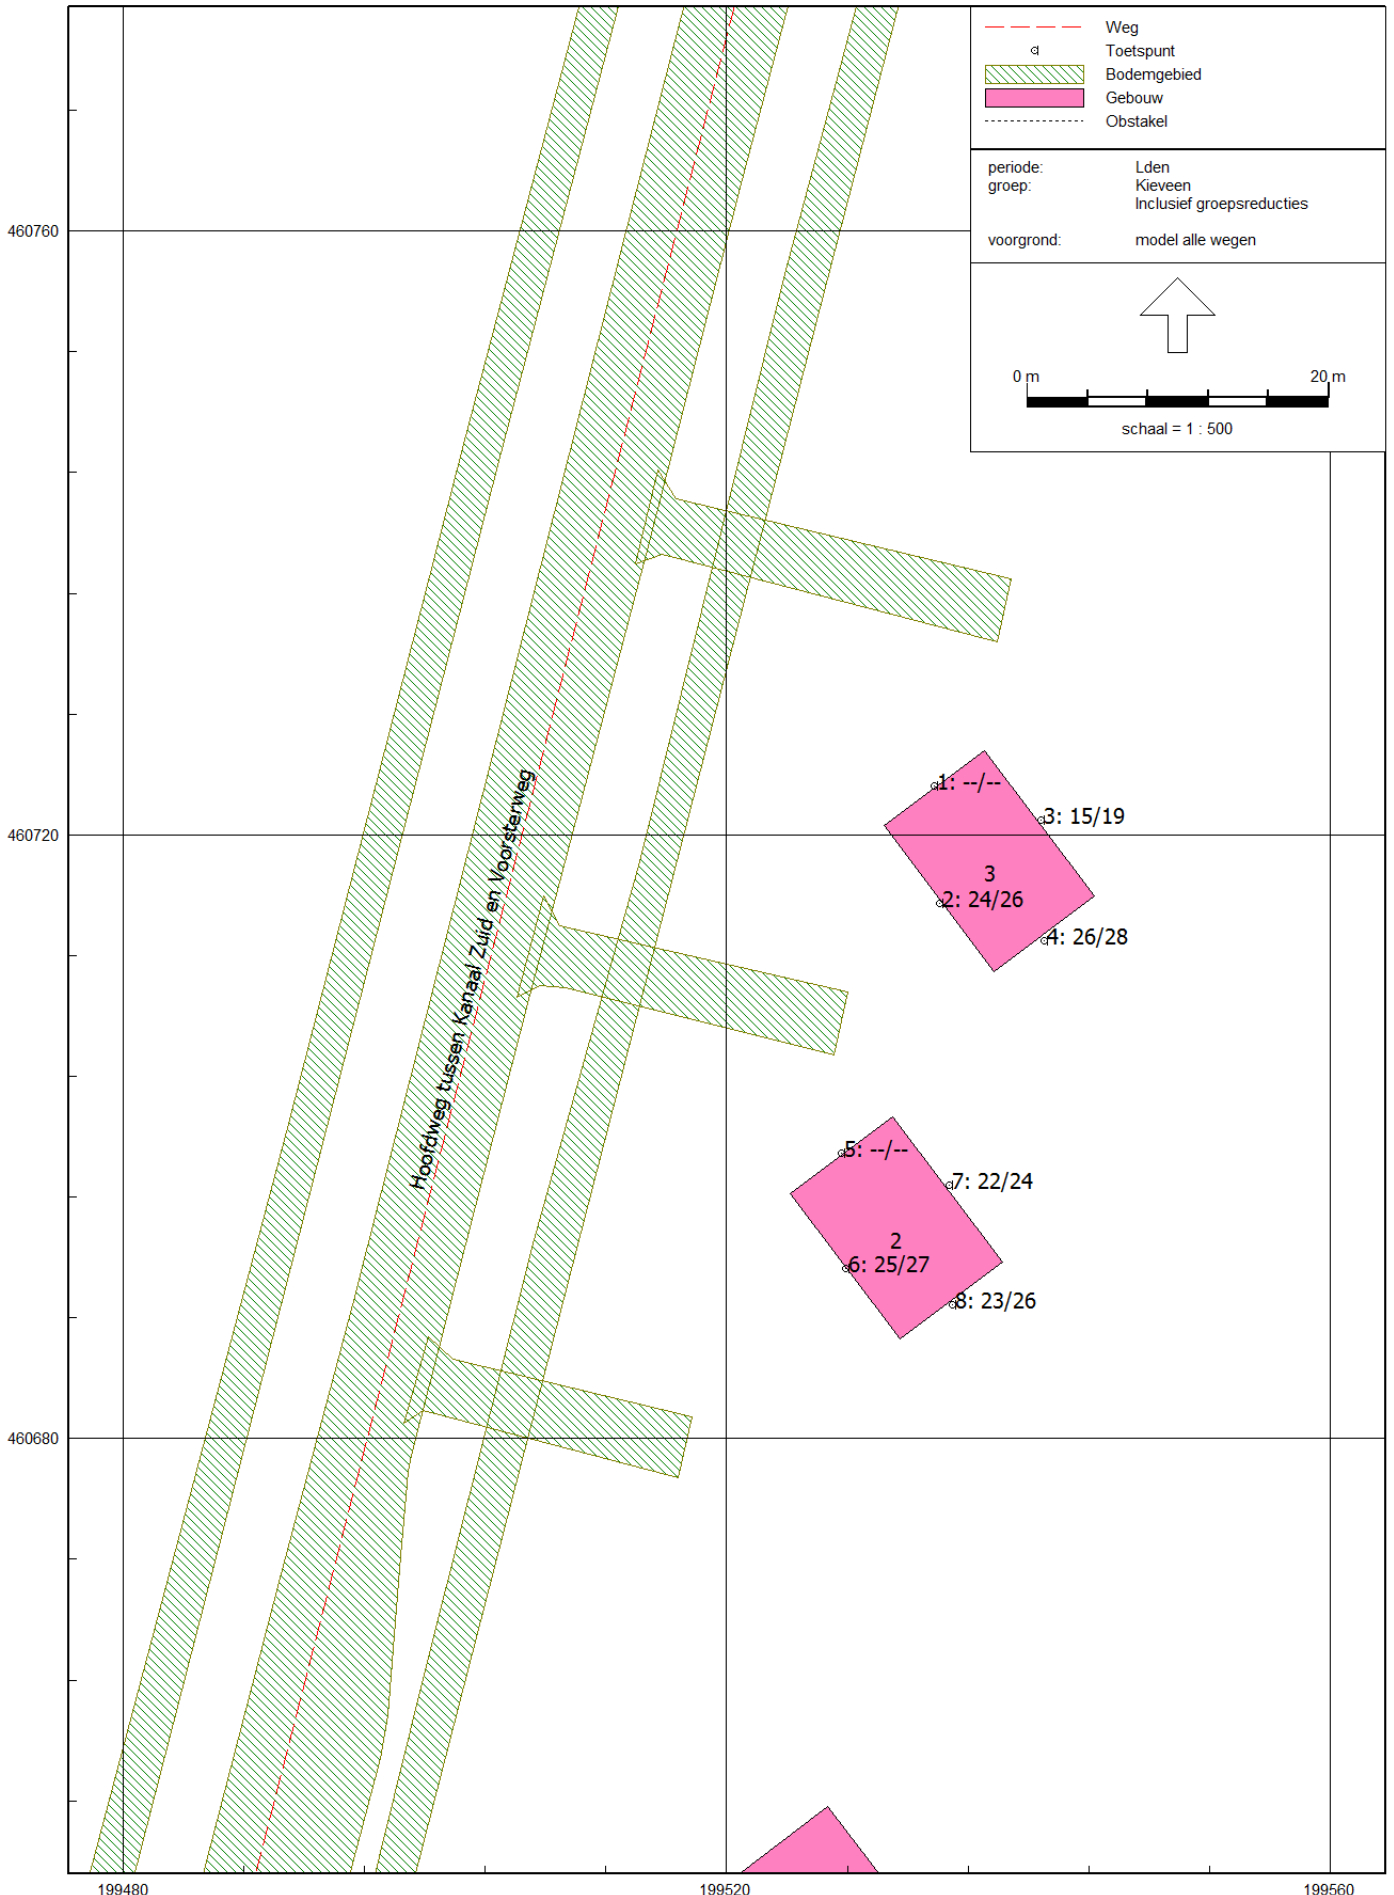 Weg
Toetspunt
Bodemgebied
Gebouw
Obstakel
periode: Lden
groep: Kieveen
Inclusief groepsreducties
voorgrond: model alle wegen
0 m 20 m
schaal = 1 : 500
460760
460720
460680
Hoofdweg tussen Kanaal Zuid en Voorsterweg
1: --/--
3: 15/19
3
2: 24/26
4: 26/28
5: --/--
7: 22/24
2
6: 25/27
8: 23/26
199480 199520 199560